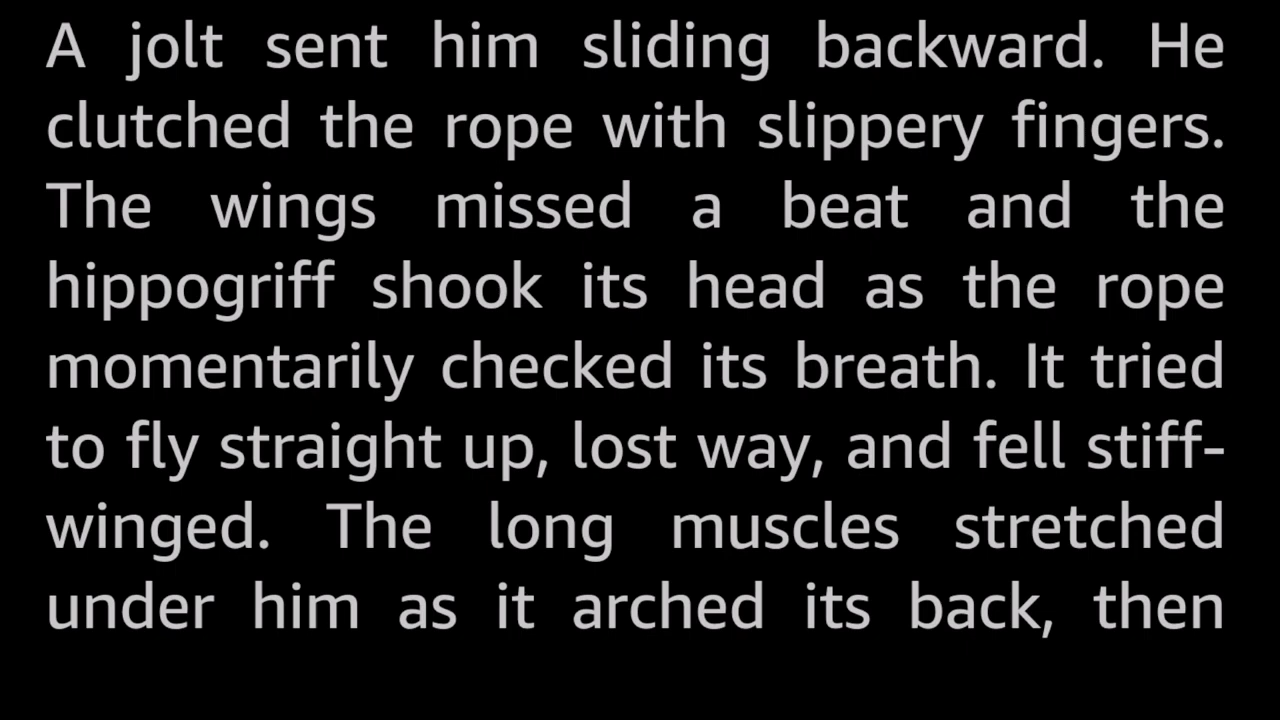 A jolt sent him sliding backward. He
clutched the rope with slippery fingers.
The wings missed a beat and the
hippogriff shook its head as the rope
momentarily checked its breath. It tried
to fly straight up, lost way, and fell stiff-
winged. The long muscles stretched
under him as it arched its back, then